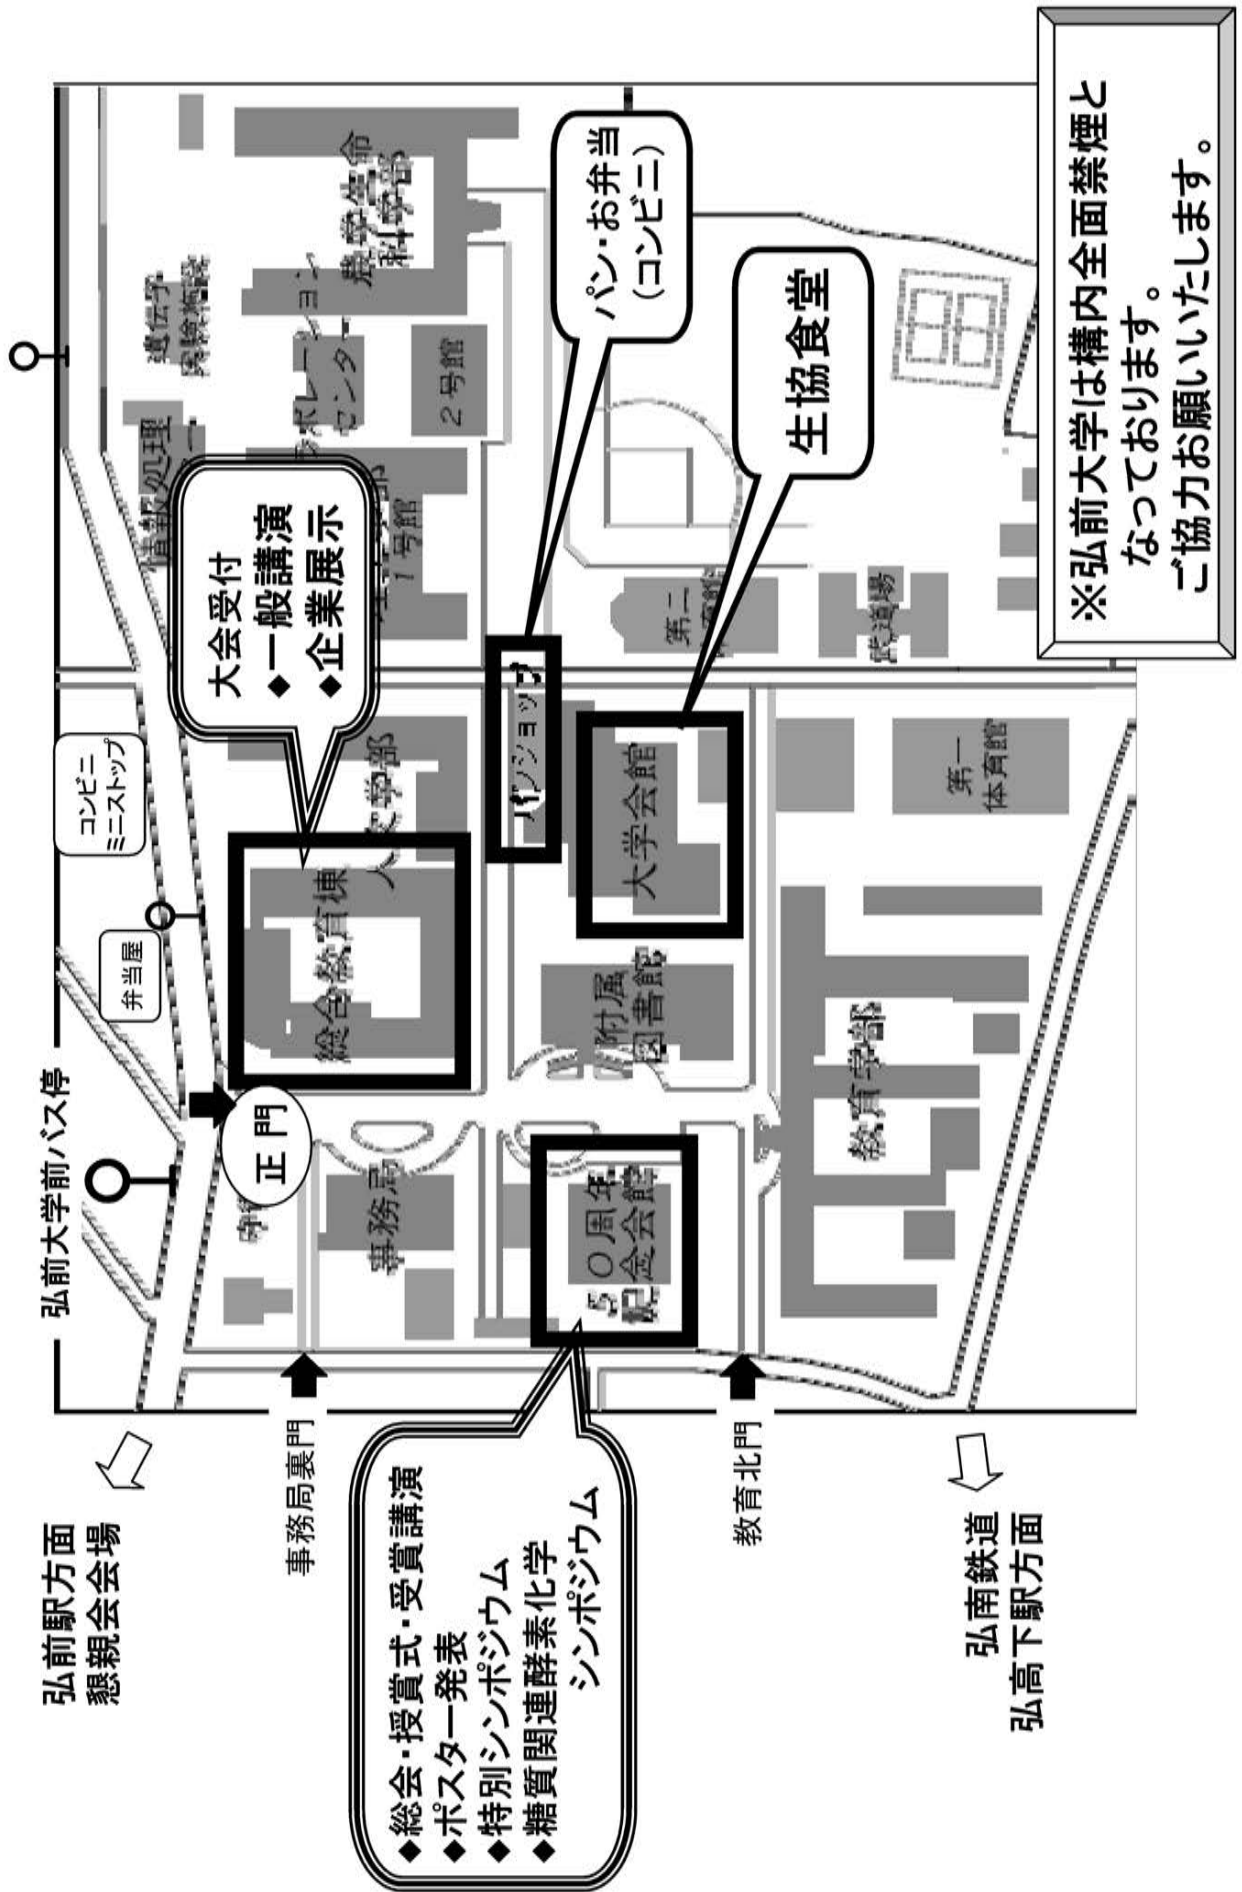 弘前駅方面
懇親会会場
弘前大学前バス停
弁当屋
コンビニ
ミニストップ
正門
事務局裏門
事務局
総合教育棟
人文学部
大会受付
◆一般講演
◆企業展示
情報処理
遺伝子
実験施設
1号館
2号館
センター
農学生命
科学部
◆総会・授賞式・受賞講演
◆ポスター発表
◆特別シンポジウム
◆糖質関連酵素化学
シンポジウム
50周年
記念会館
附属
図書館
パンショップ
大学会館
パン・お弁当
(コンビニ)
生協食堂
教育北門
教育学部
第一
体育館
第二
武道場
弘南鉄道
弘高下駅方面
※弘前大学は構内全面禁煙と
なっております。
ご協力お願いいたします。